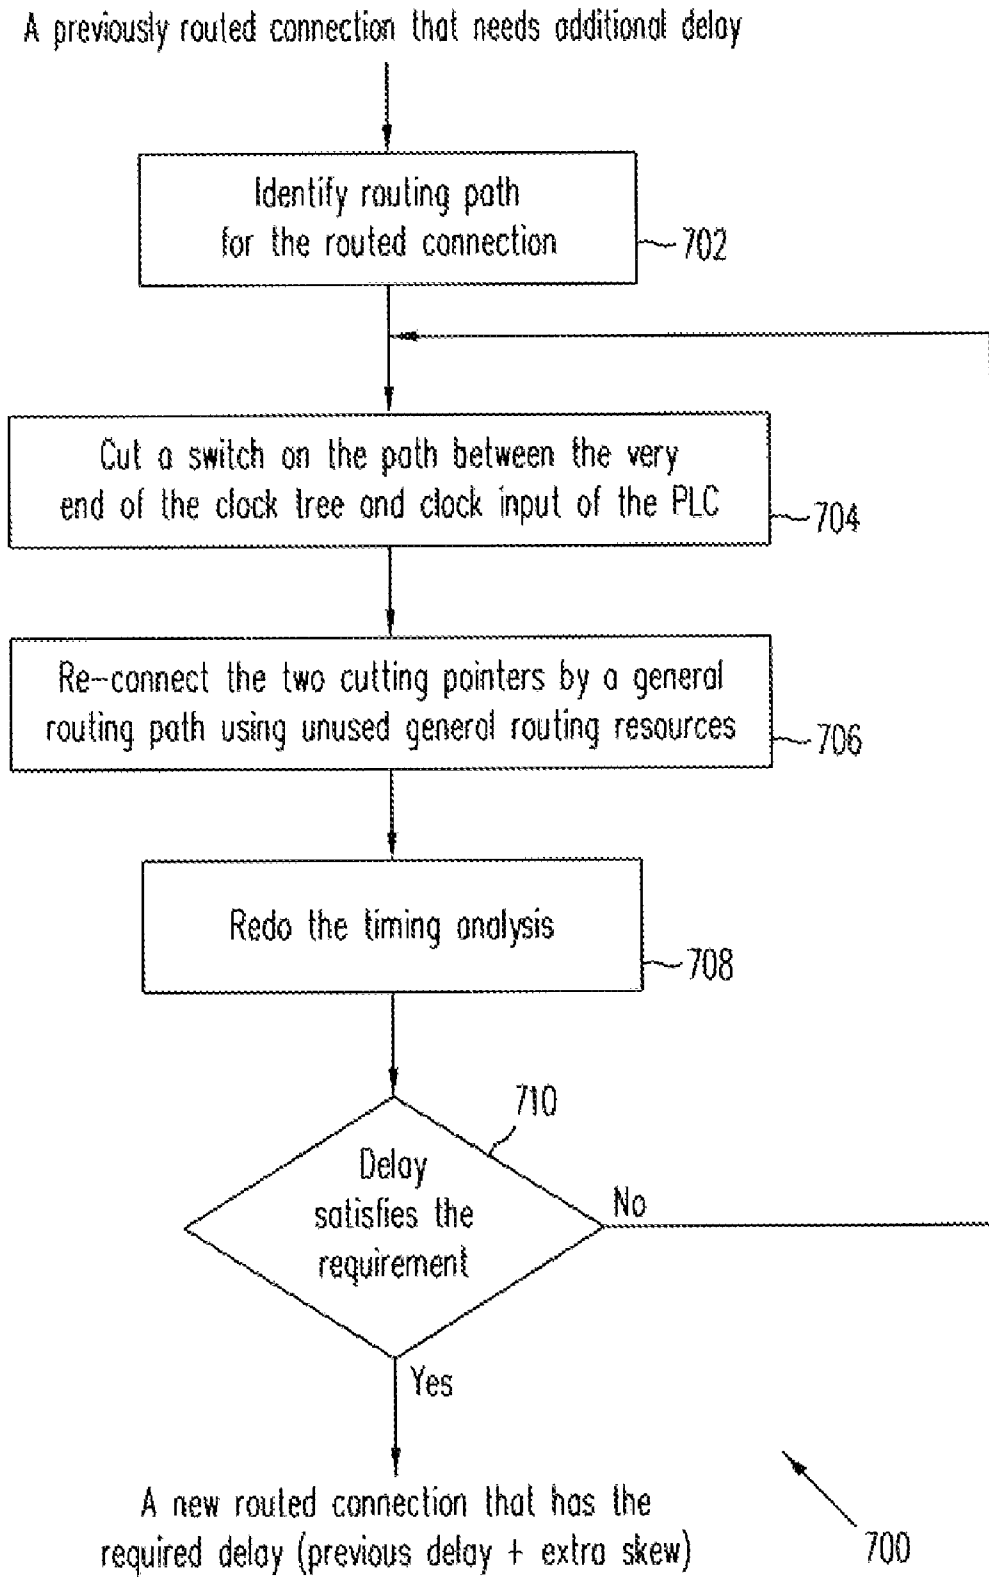 A previously routed connection that needs additional delay
Identify routing path
for the routed connection
702
Cut a switch on the path between the very
end of the clock tree and clock input of the PLC
704
Re-connect the two cutting pointers by a general
routing path using unused general routing resources
706
Redo the timing analysis
708
710
Delay
satisfies the
requirement
No
Yes
A new routed connection that has the
required delay (previous delay + extra skew)
700